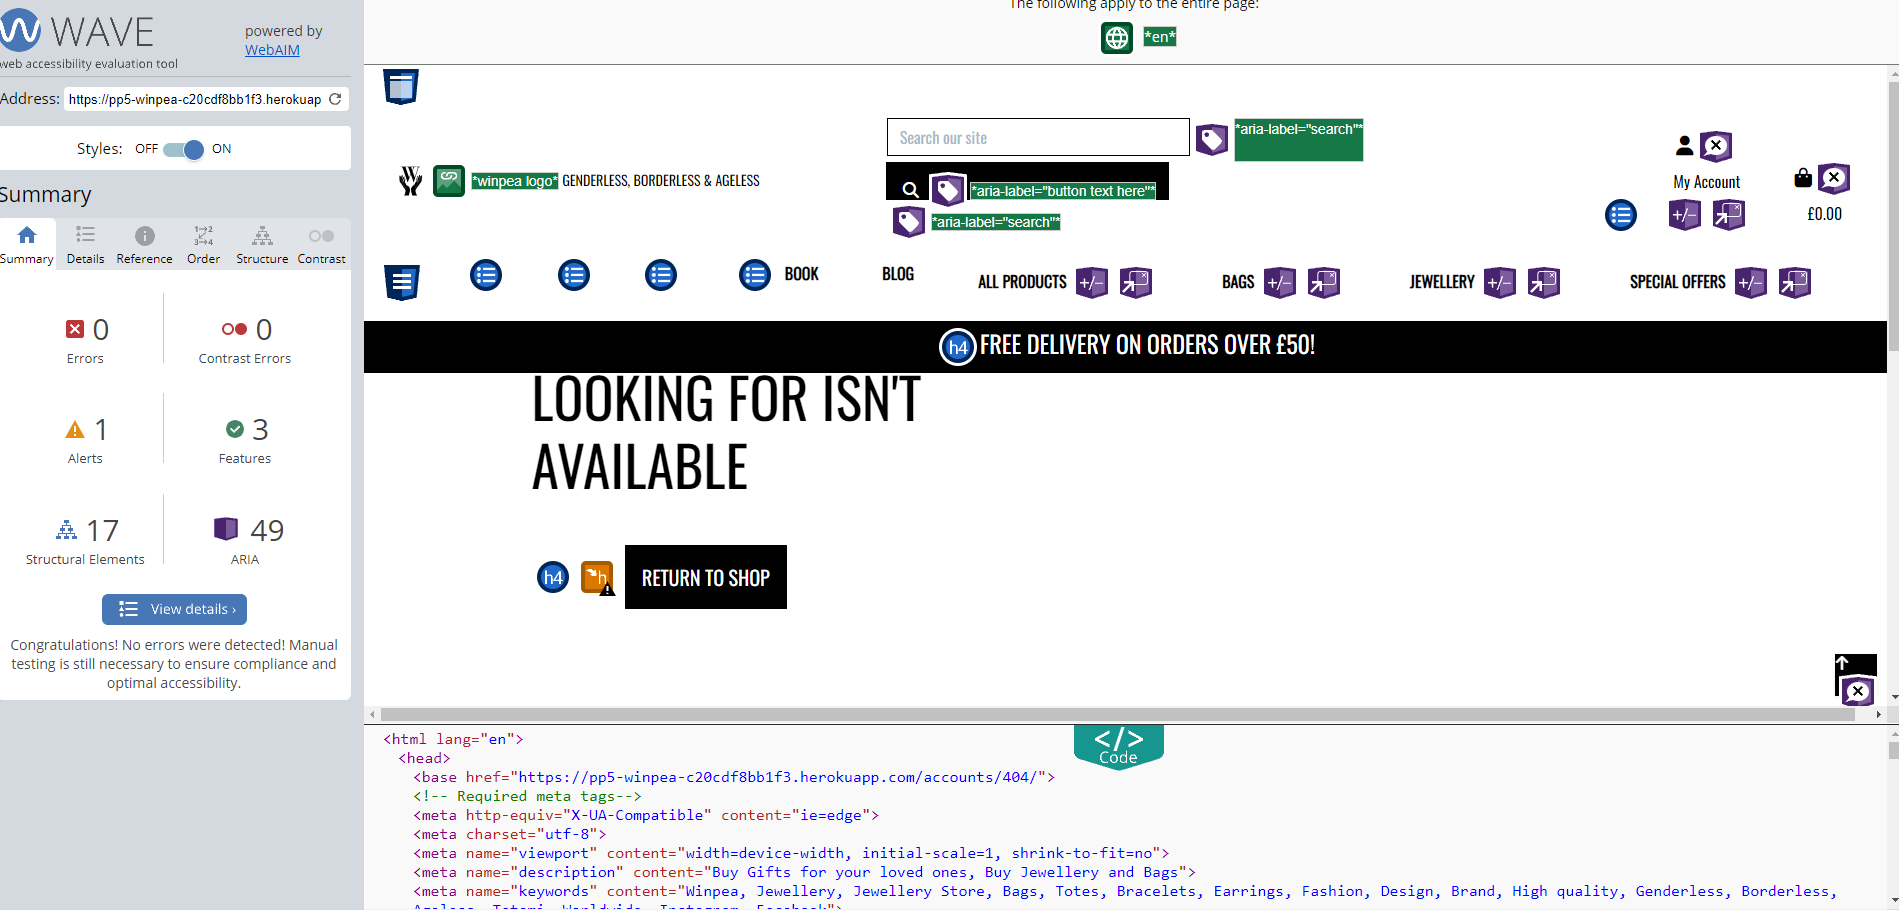 WAVE
powered by
WebAIM
web accessibility evaluation tool
Address: https://pp5-winpea-c20cdf8bb1f3.herokuap
Styles: OFF ON
Summary
Summary Details Reference Order Structure Contrast
0 Errors
0 Contrast Errors
1 Alerts
3 Features
17 Structural Elements
49 ARIA
View details ›
Congratulations! No errors were detected! Manual
testing is still necessary to ensure compliance and
optimal accessibility.
The following apply to the entire page:
*en*
Search our site
*aria-label="search"*
*winpea logo* GENDERLESS, BORDERLESS & AGELESS
*aria-label="button text here"*
*aria-label="search"*
My Account
£0.00
BOOK BLOG ALL PRODUCTS +/- BAGS +/- JEWELLERY +/- SPECIAL OFFERS +/-
h4 FREE DELIVERY ON ORDERS OVER £50!
LOOKING FOR ISN'T
AVAILABLE
h4 h RETURN TO SHOP
</>
Code
<html lang="en">
<head>
<base href="https://pp5-winpea-c20cdf8bb1f3.herokuapp.com/accounts/404/">
<!-- Required meta tags-->
<meta http-equiv="X-UA-Compatible" content="ie=edge">
<meta charset="utf-8">
<meta name="viewport" content="width=device-width, initial-scale=1, shrink-to-fit=no">
<meta name="description" content="Buy Gifts for your loved ones, Buy Jewellery and Bags">
<meta name="keywords" content="Winpea, Jewellery, Jewellery Store, Bags, Totes, Bracelets, Earrings, Fashion, Design, Brand, High quality, Genderless, Borderless,